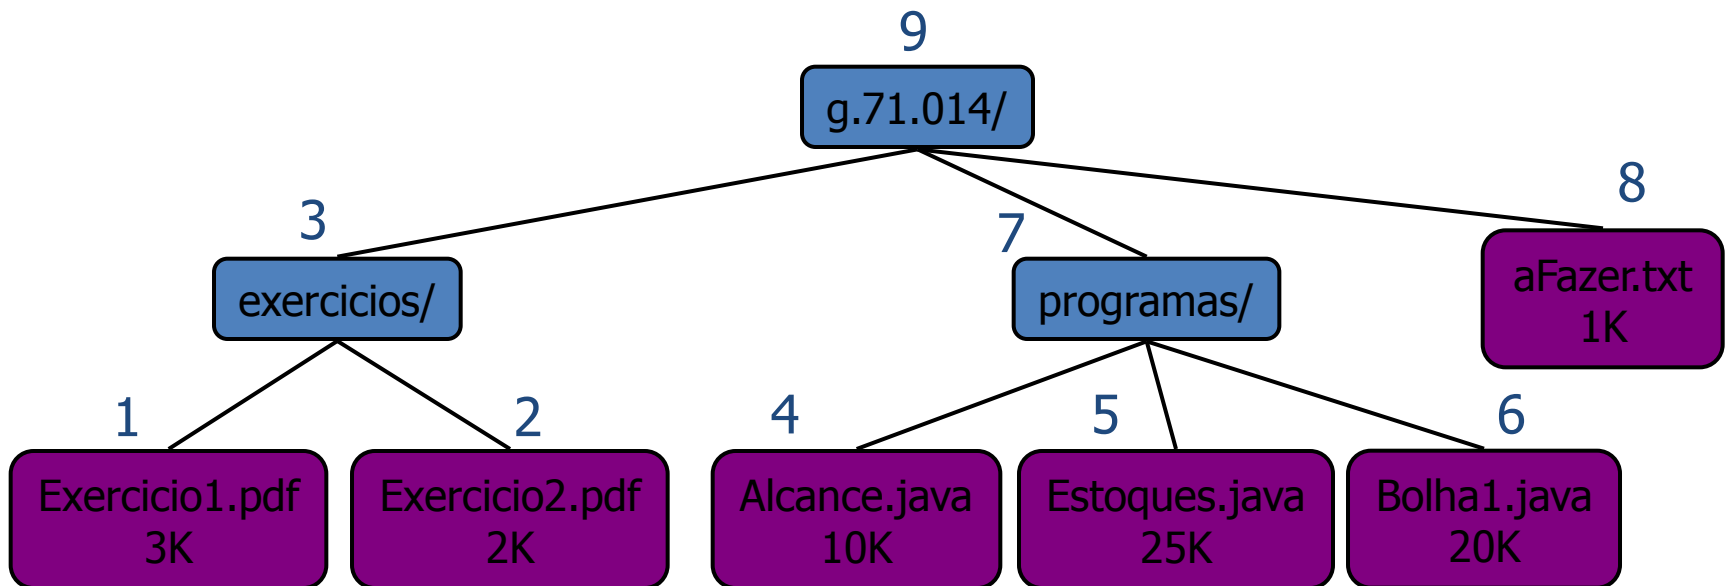 9
g.71.014/
3
7
8
exercicios/
programas/
aFazer.txt
1K
1
2
4
5
6
Exercicio1.pdf
3K
Exercicio2.pdf
2K
Alcance.java
10K
Estoques.java
25K
Bolha1.java
20K